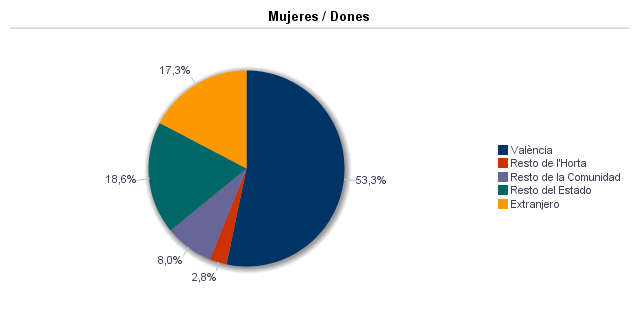 Mujeres / Dones
17,3%
18,6%
53,3%
8,0%
2,8%
València
Resto de l'Horta
Resto de la Comunidad
Resto del Estado
Extranjero